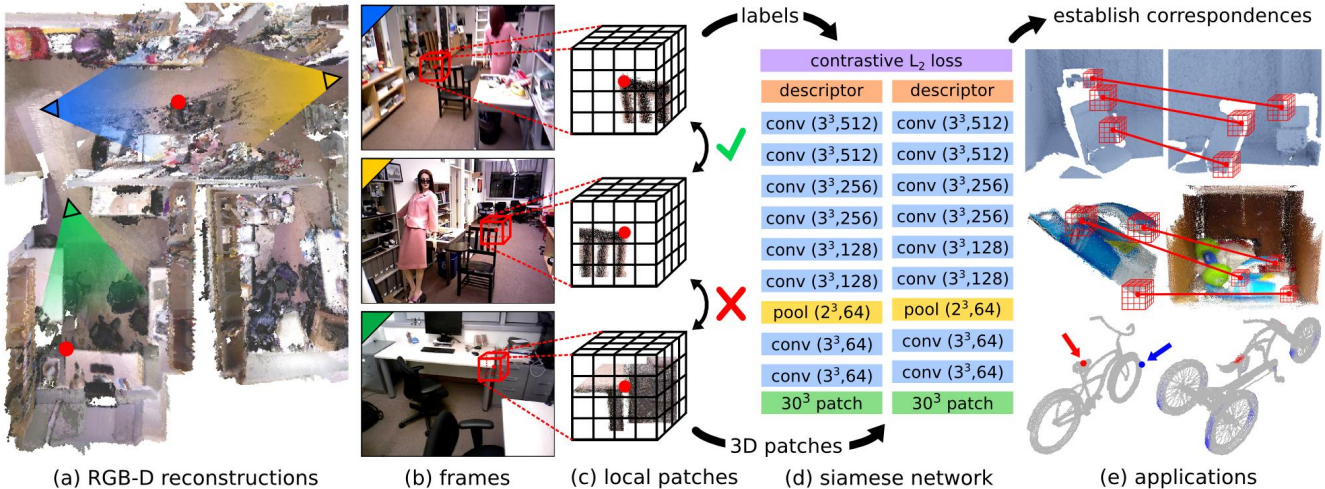 labels
establish correspondences
contrastive L₂ loss
descriptor descriptor
conv (3³,512) conv (3³,512)
conv (3³,512) conv (3³,512)
conv (3³,256) conv (3³,256)
conv (3³,256) conv (3³,256)
conv (3³,128) conv (3³,128)
conv (3³,128) conv (3³,128)
pool (2³,64) pool (2³,64)
conv (3³,64) conv (3³,64)
conv (3³,64) conv (3³,64)
30³ patch 30³ patch
3D patches
(a) RGB-D reconstructions (b) frames (c) local patches (d) siamese network (e) applications